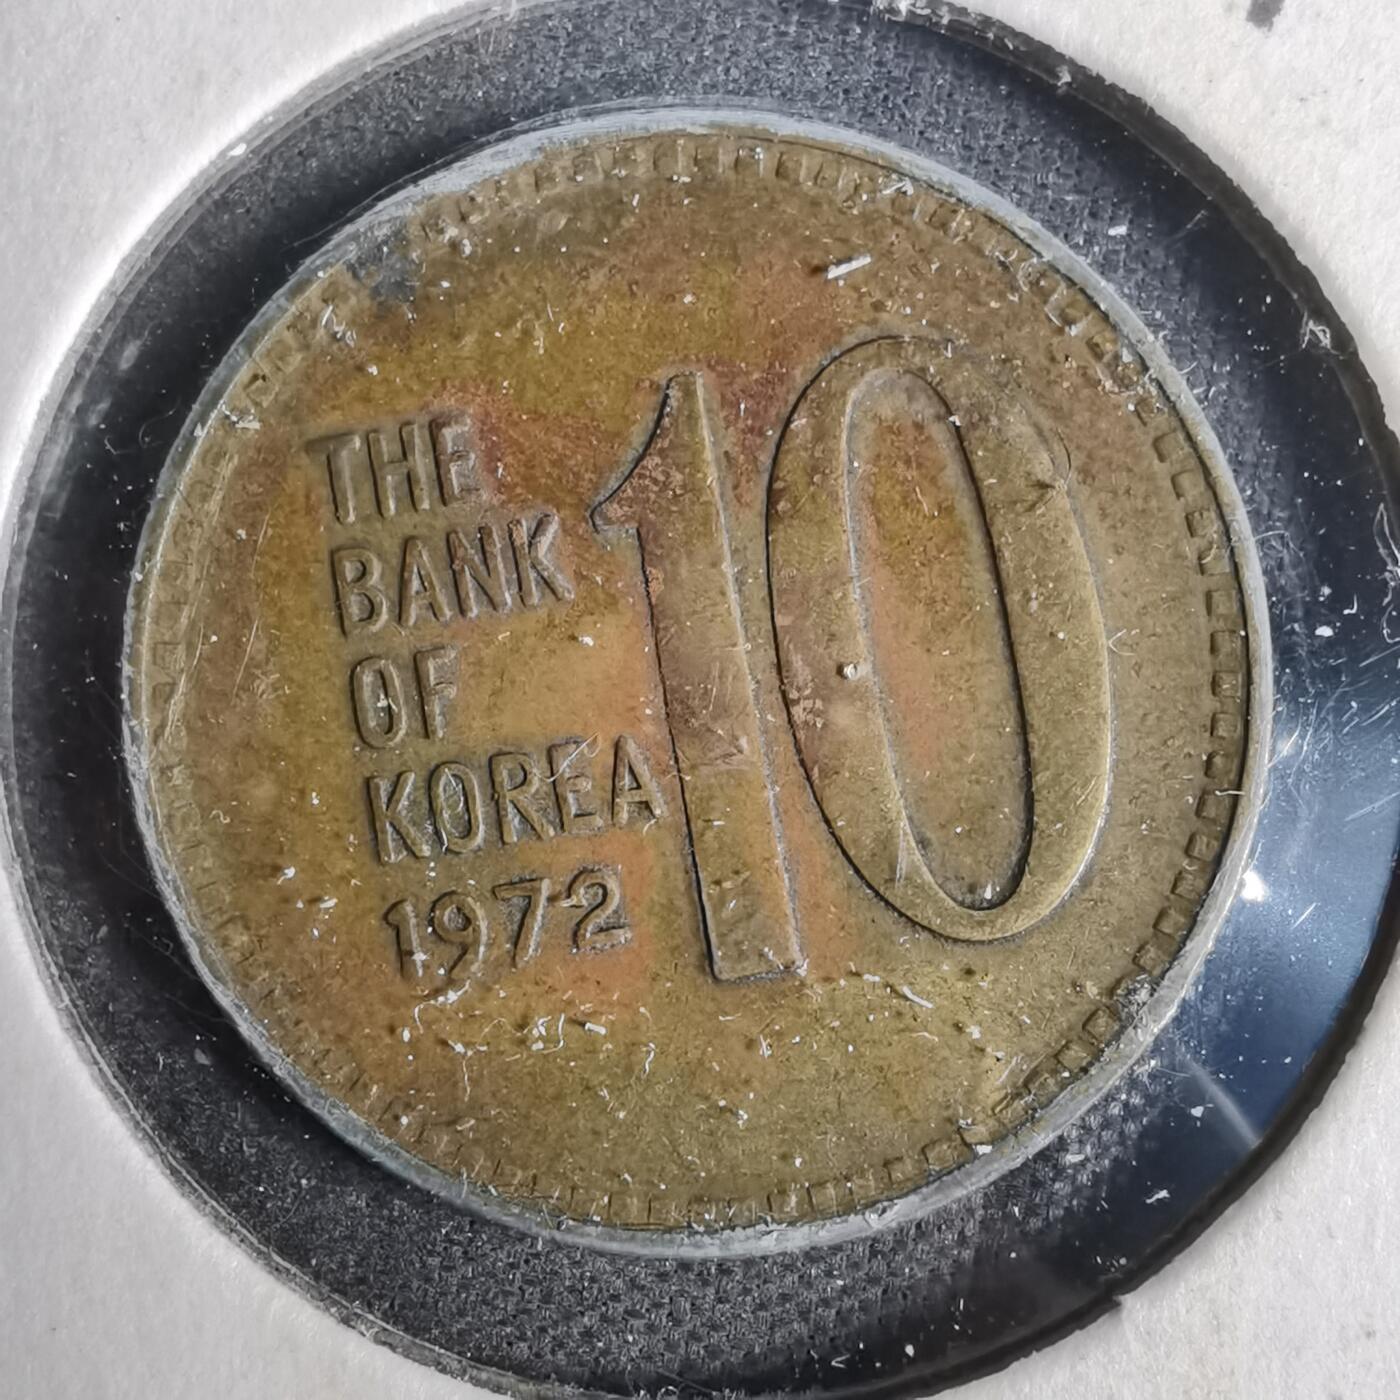 THE
BANK
OF
KOREA
1972
10